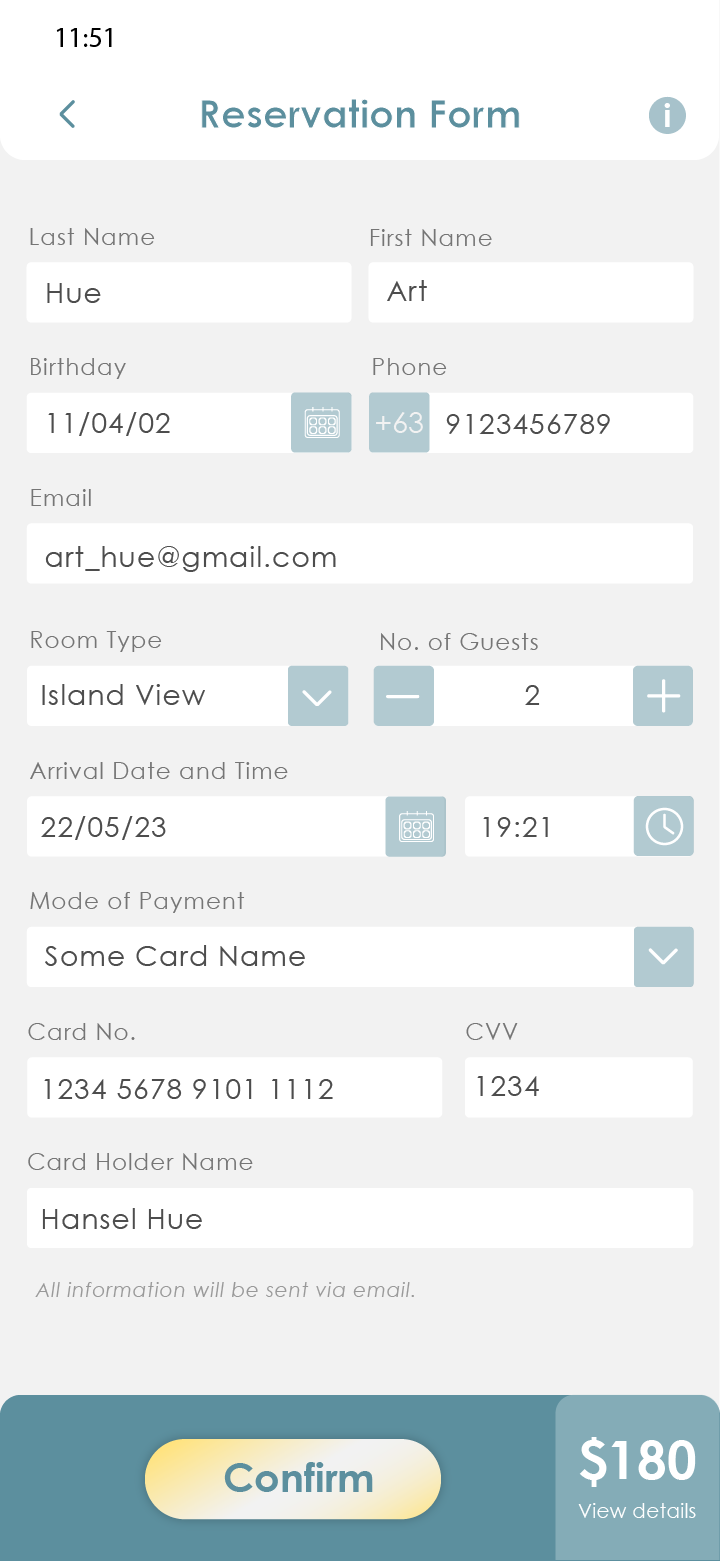 11:51
Reservation Form
i
Last Name First Name
Hue Art
Birthday Phone
11/04/02 +63 9123456789
Email
art_hue@gmail.com
Room Type No. of Guests
Island View 2
Arrival Date and Time
22/05/23 19:21
Mode of Payment
Some Card Name
Card No. CVV
1234 5678 9101 1112 1234
Card Holder Name
Hansel Hue
All information will be sent via email.
Confirm $180
View details